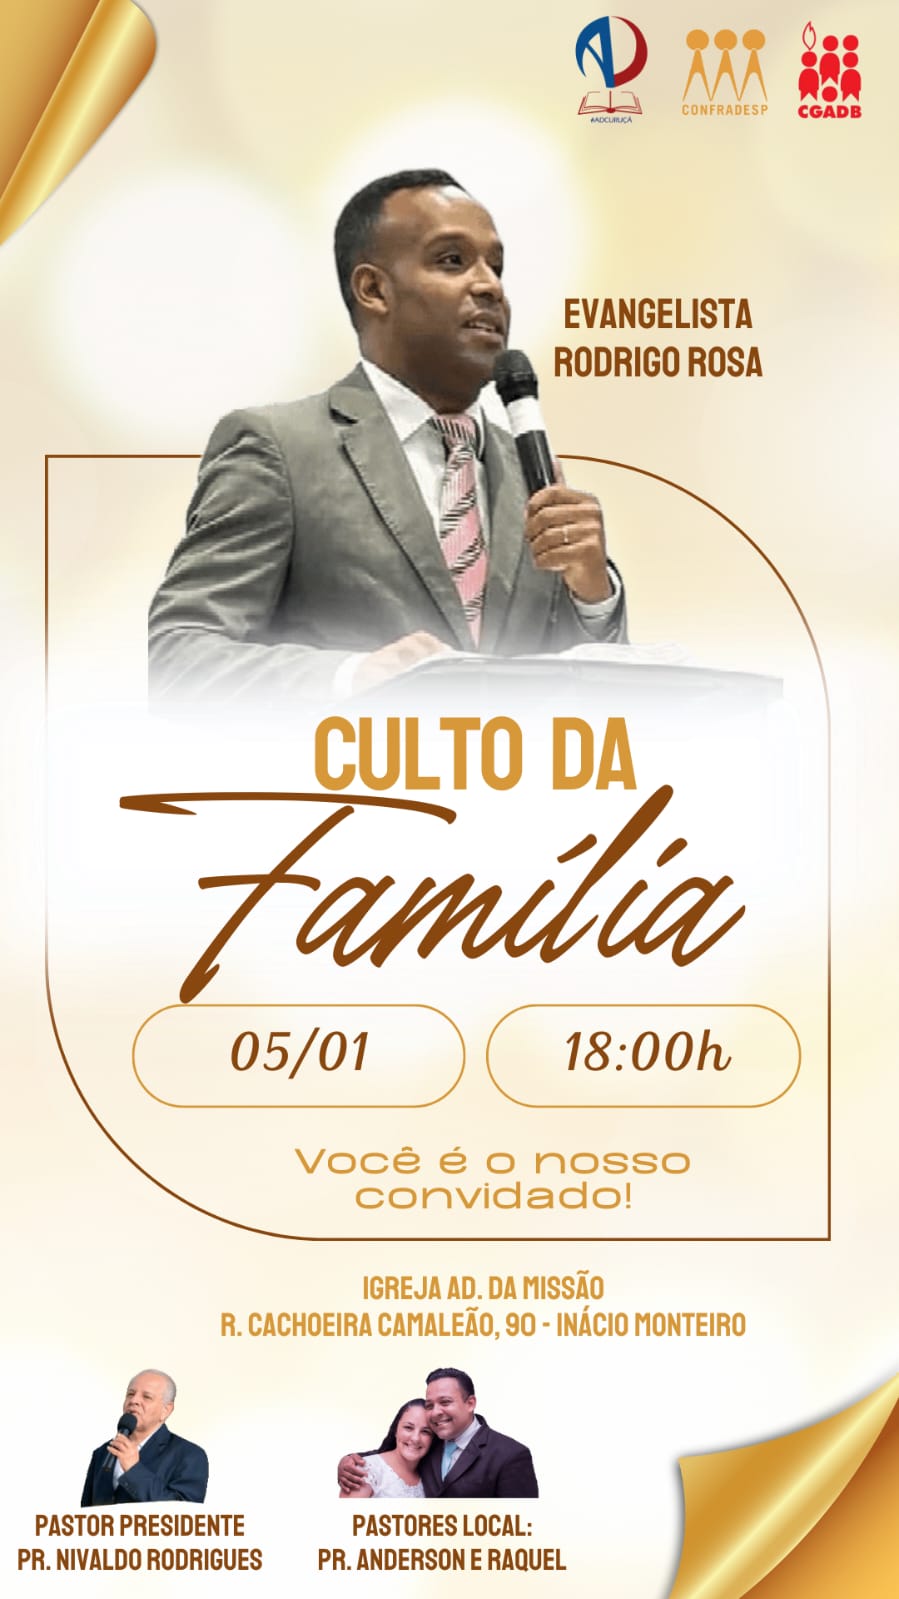 #ADCURUÇÁ
CONFRADESP
CGADB
EVANGELISTA
RODRIGO ROSA
CULTO DA
Família
05/01
18:00h
Você é o nosso
convidado!
IGREJA AD. DA MISSÃO
R. CACHOEIRA CAMALEÃO, 90 - INÁCIO MONTEIRO
PASTOR PRESIDENTE
PR. NIVALDO RODRIGUES
PASTORES LOCAL:
PR. ANDERSON E RAQUEL